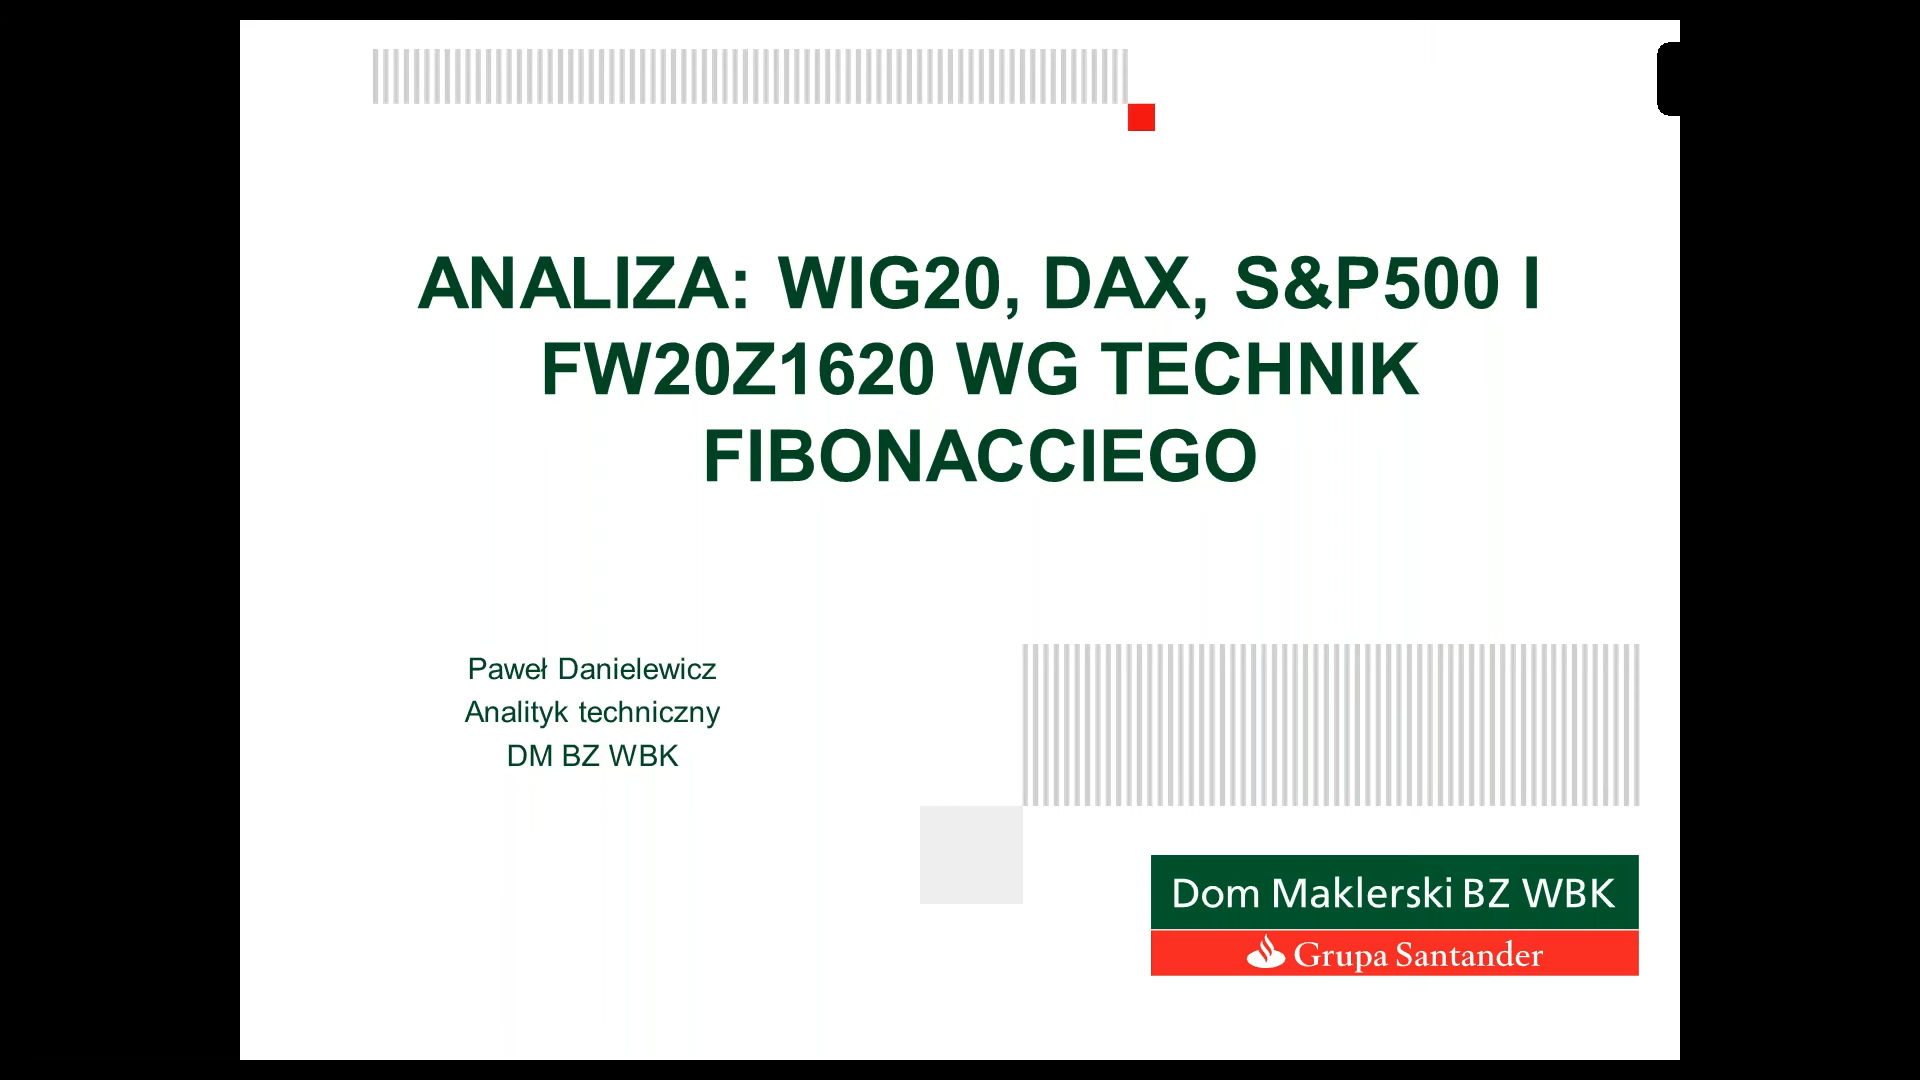 ANALIZA: WIG20, DAX, S&P500 I
FW20Z1620 WG TECHNIK
FIBONACCIEGO
Paweł Danielewicz
Analityk techniczny
DM BZ WBK
Dom Maklerski BZ WBK
Grupa Santander